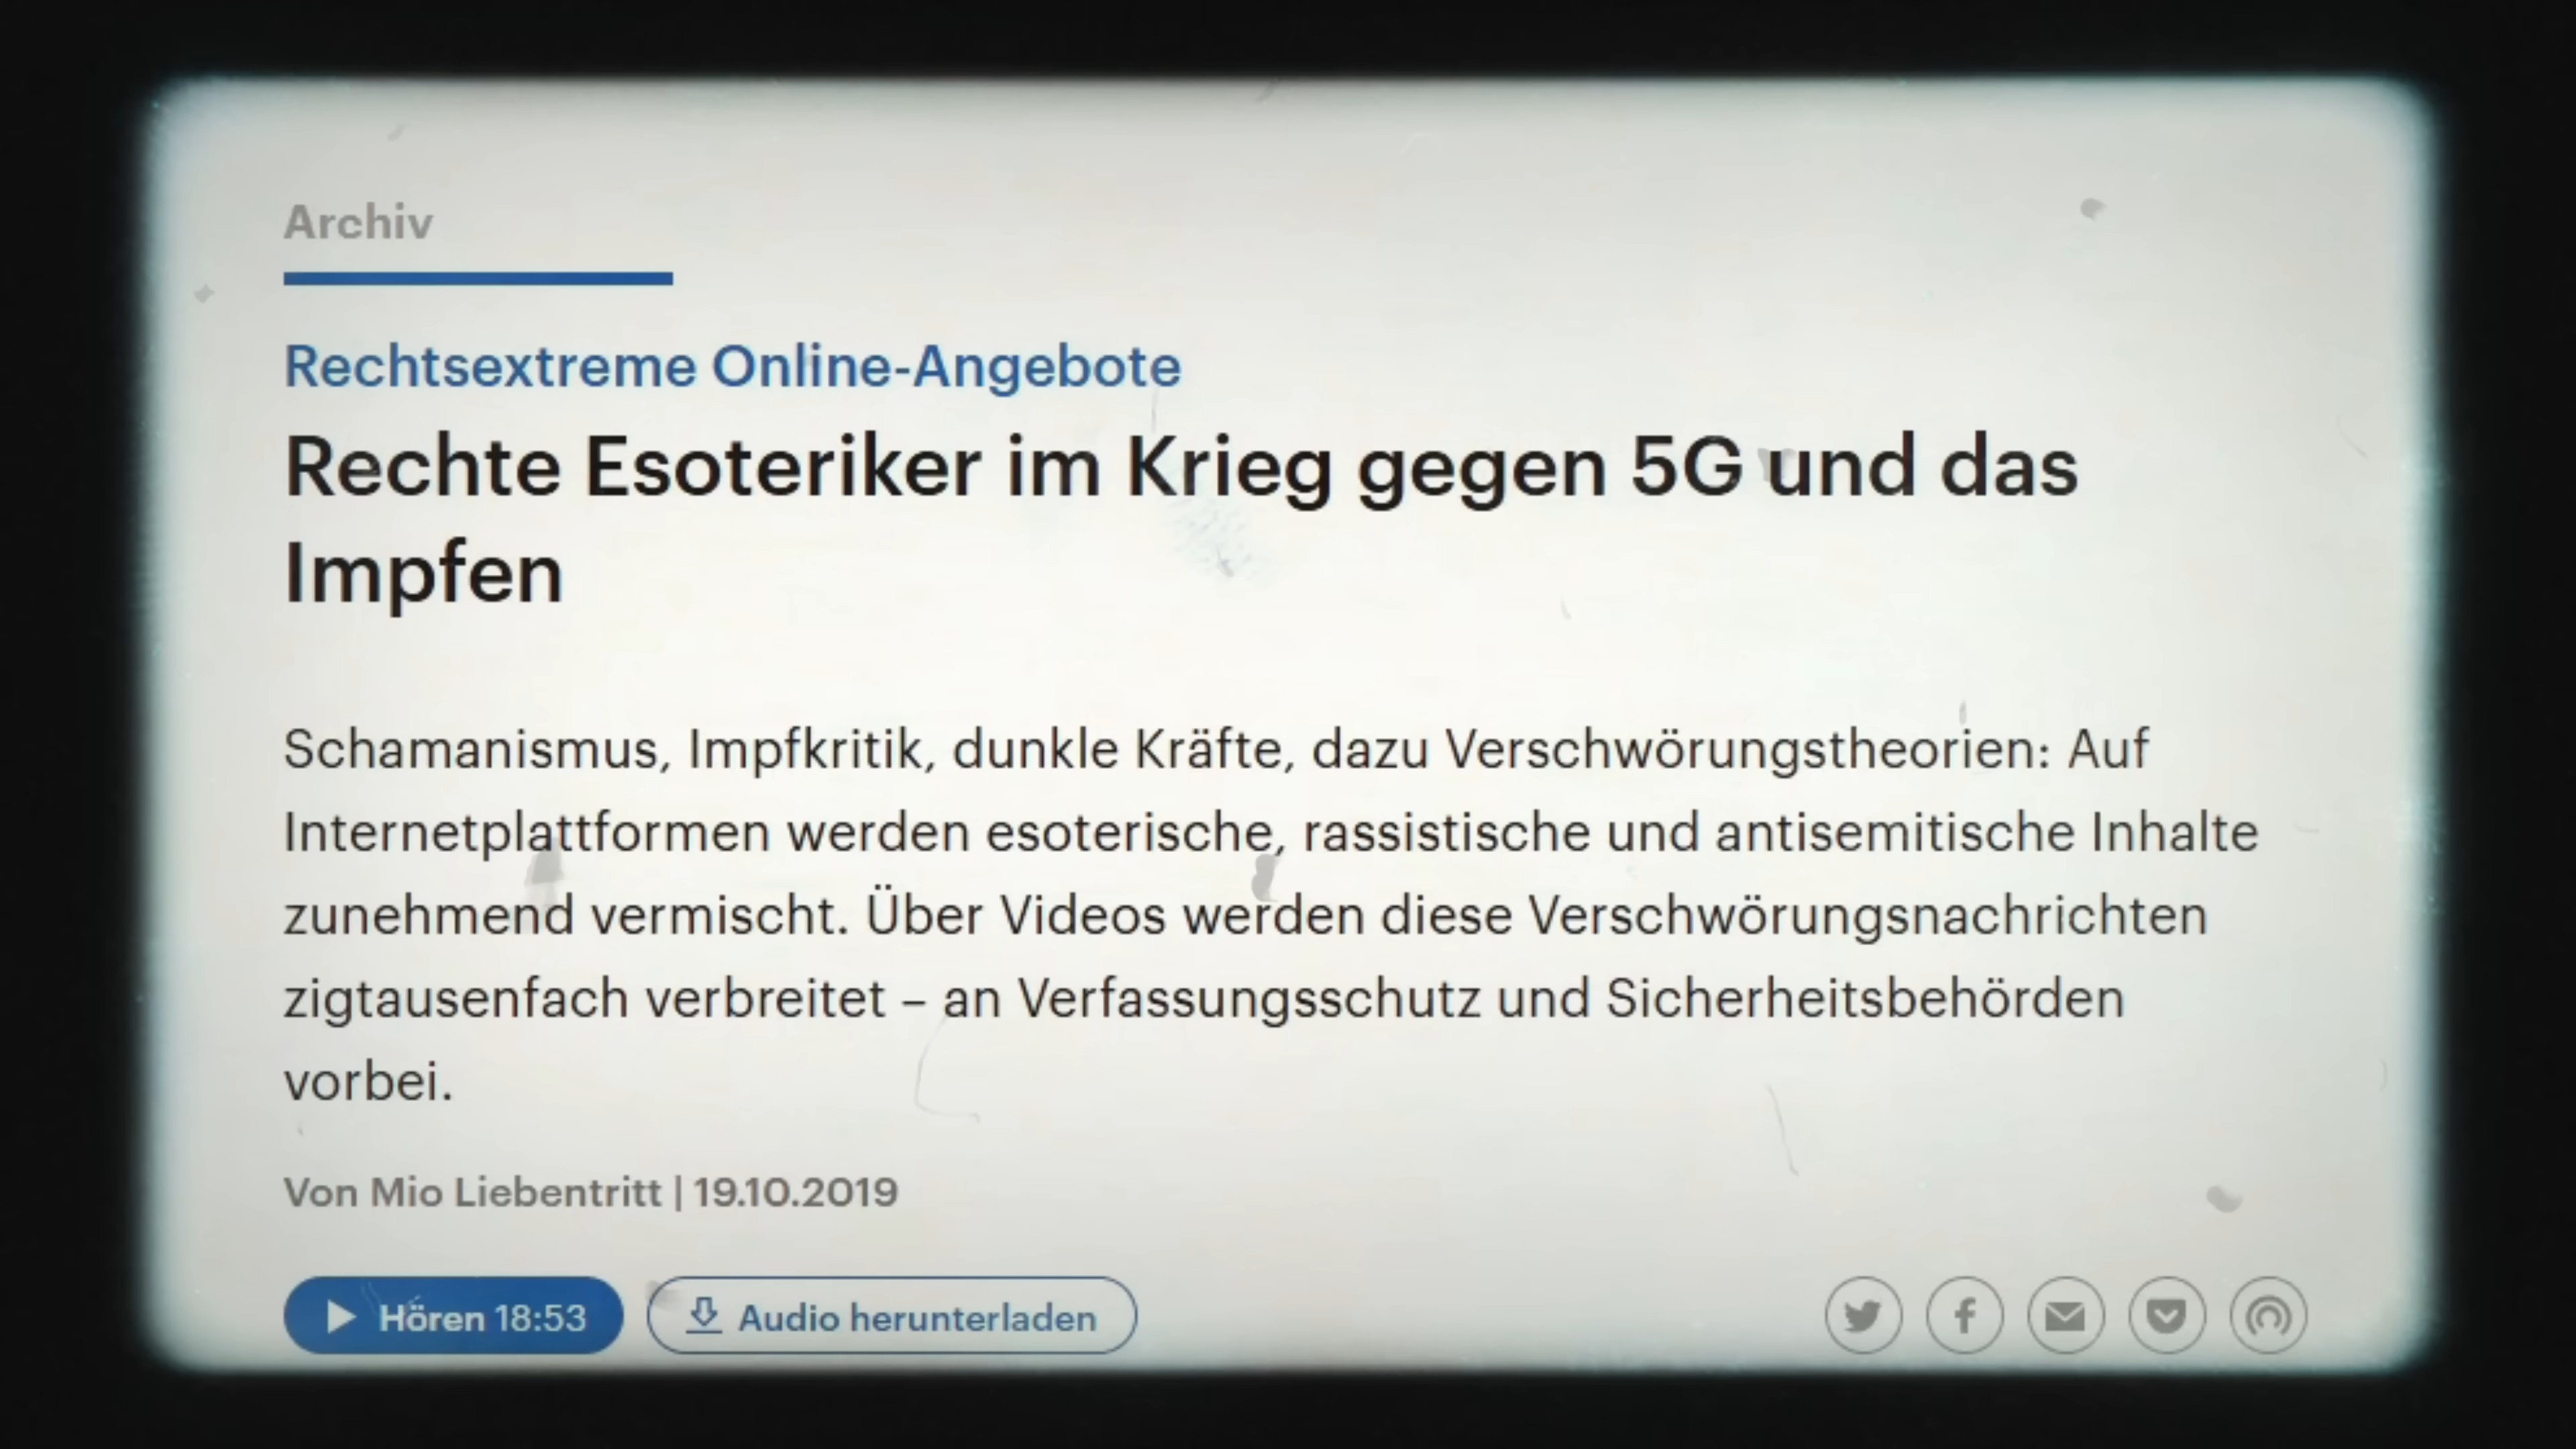 Archiv
Rechtsextreme Online-Angebote
Rechte Esoteriker im Krieg gegen 5G und das
Impfen
Schamanismus, Impfkritik, dunkle Kräfte, dazu Verschwörungstheorien: Auf
Internetplattformen werden esoterische, rassistische und antisemitische Inhalte
zunehmend vermischt. Über Videos werden diese Verschwörungsnachrichten
zigtausenfach verbreitet – an Verfassungsschutz und Sicherheitsbehörden
vorbei.
Von Mio Liebentritt | 19.10.2019
Hören 18:53 Audio herunterladen